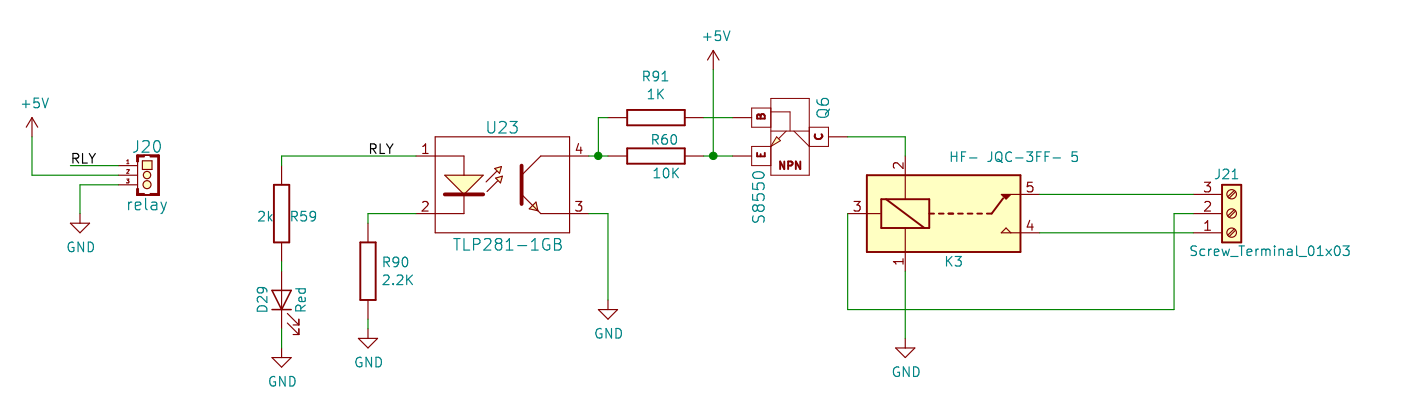 +5V
J20
RLY
1
2
3
relay
GND
RLY
2k
R59
D29
Red
GND
U23
1
2
4
3
TLP281-1GB
R90
2.2K
GND
GND
R91
1K
R60
10K
+5V
B
E
C
NPN
Q6
S8550
HF- JQC-3FF- 5
2
3
5
4
1
K3
GND
J21
3
2
1
Screw_Terminal_01x03